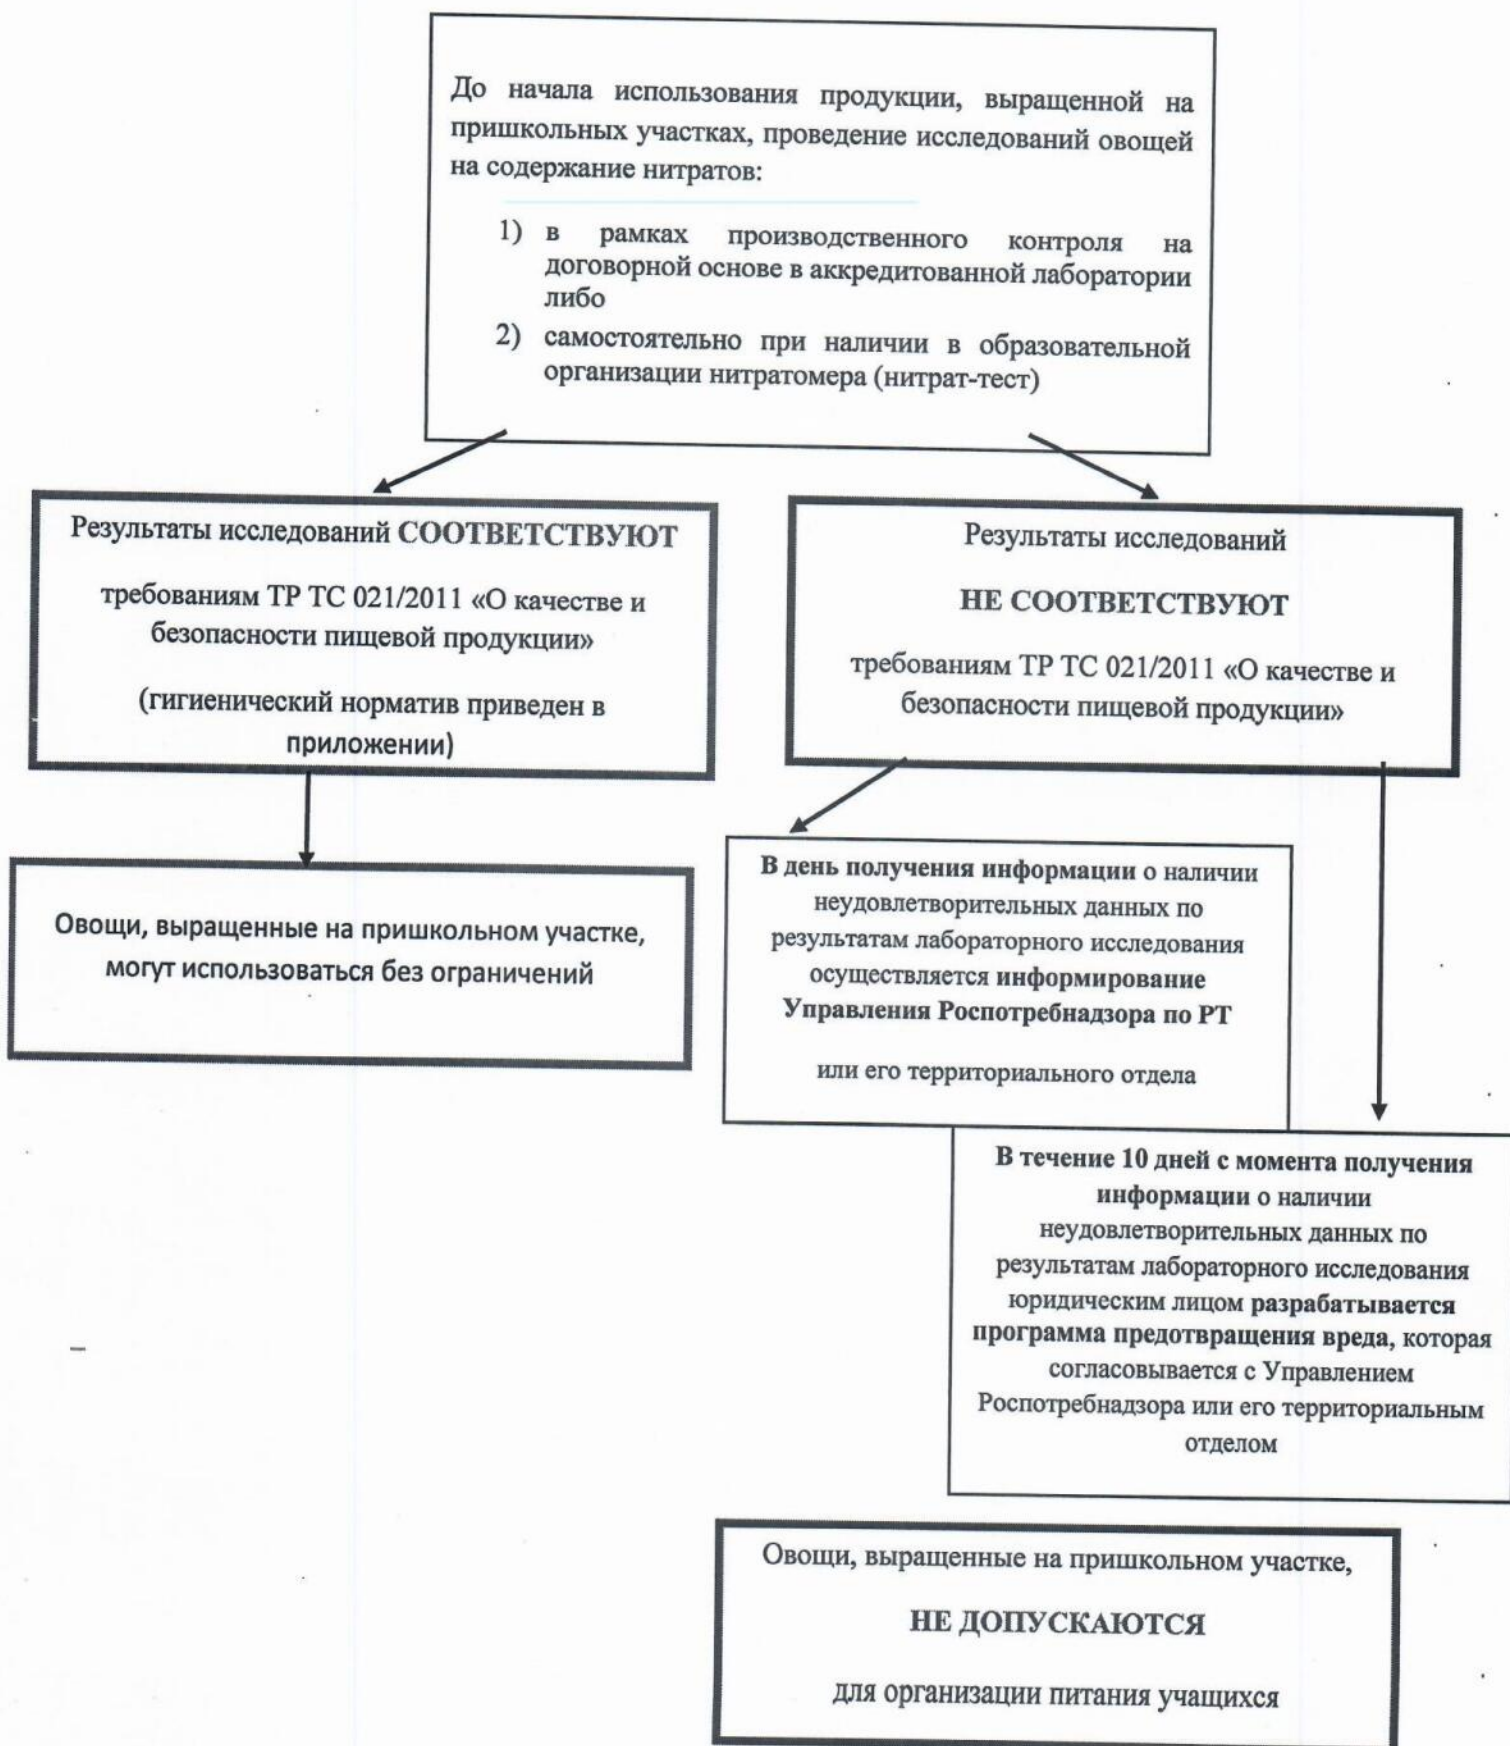 До начала использования продукции, выращенной на
пришкольных участках, проведение исследований овощей
на содержание нитратов:
1) в рамках производственного контроля на
договорной основе в аккредитованной лаборатории
либо
2) самостоятельно при наличии в образовательной
организации нитратомера (нитрат-тест)
Результаты исследований СООТВЕТСТВУЮТ
требованиям ТР ТС 021/2011 «О качестве и
безопасности пищевой продукции»
(гигиенический норматив приведен в
приложении)
Результаты исследований
НЕ СООТВЕТСТВУЮТ
требованиям ТР ТС 021/2011 «О качестве и
безопасности пищевой продукции»
Овощи, выращенные на пришкольном участке,
могут использоваться без ограничений
В день получения информации о наличии
неудовлетворительных данных по
результатам лабораторного исследования
осуществляется информирование
Управления Роспотребнадзора по РТ
или его территориального отдела
В течение 10 дней с момента получения
информации о наличии
неудовлетворительных данных по
результатам лабораторного исследования
юридическим лицом разрабатывается
программа предотвращения вреда, которая
согласовывается с Управлением
Роспотребнадзора или его территориальным
отделом
Овощи, выращенные на пришкольном участке,
НЕ ДОПУСКАЮТСЯ
для организации питания учащихся